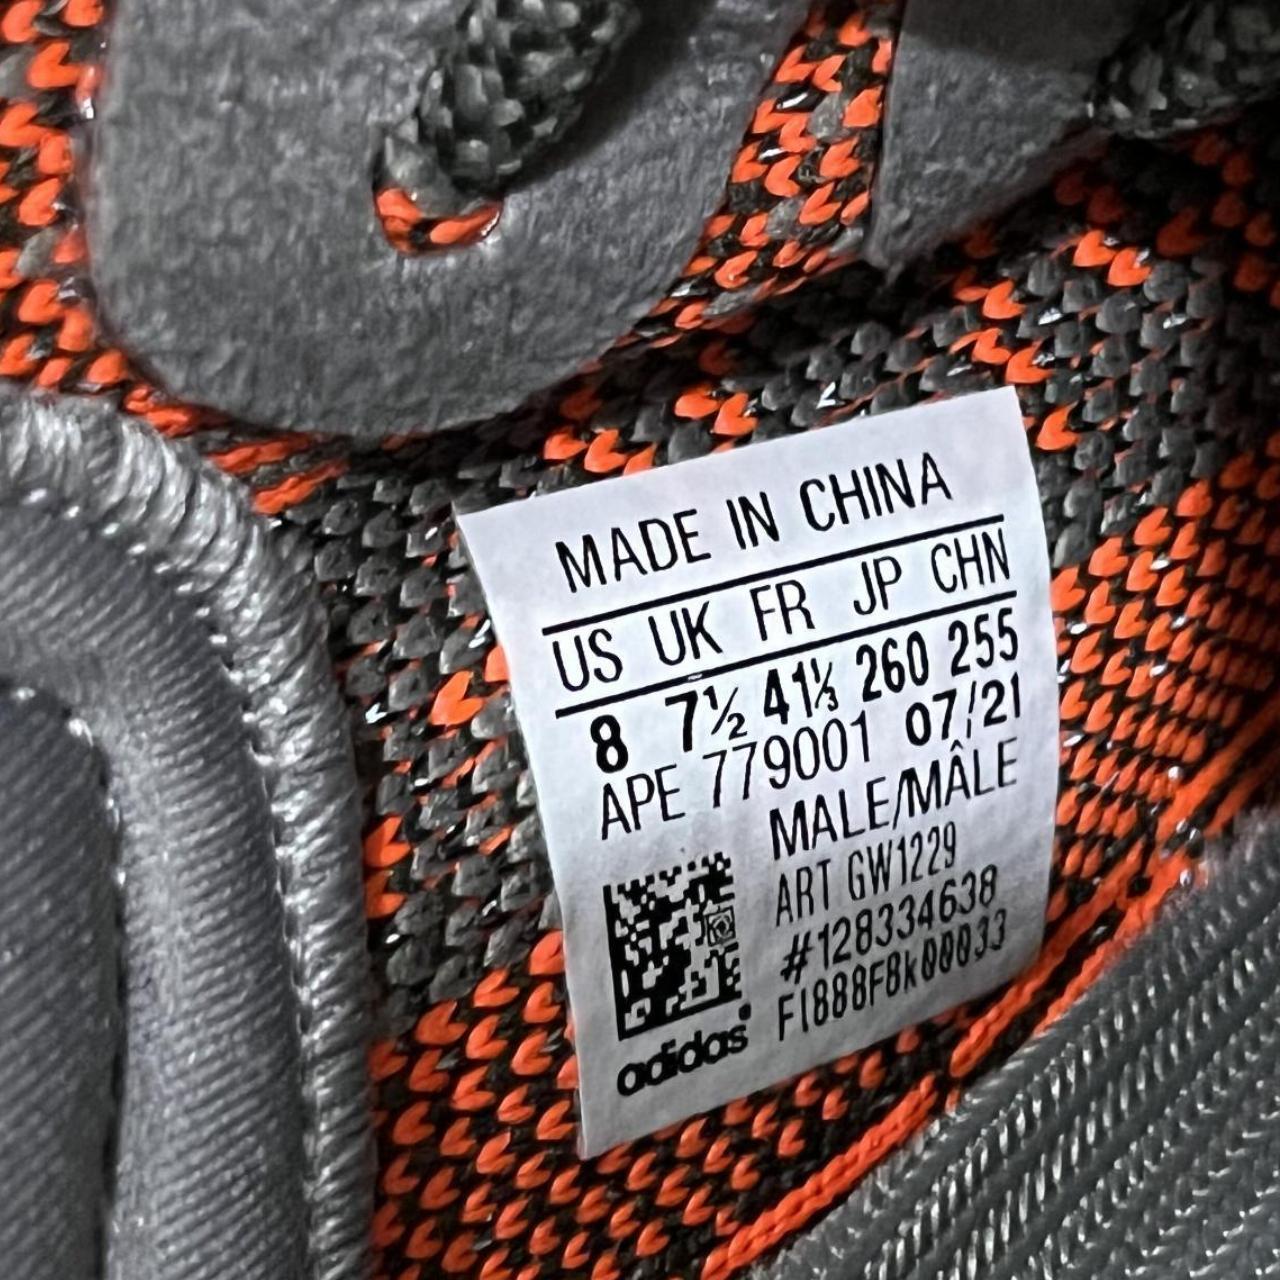 MADE IN CHINA
US UK FR JP CHN
8 7½ 41⅓ 260 255
APE 779001 07/21
MALE/MÂLE
ART GW1229
#128334638
FI888F8k00033
adidas